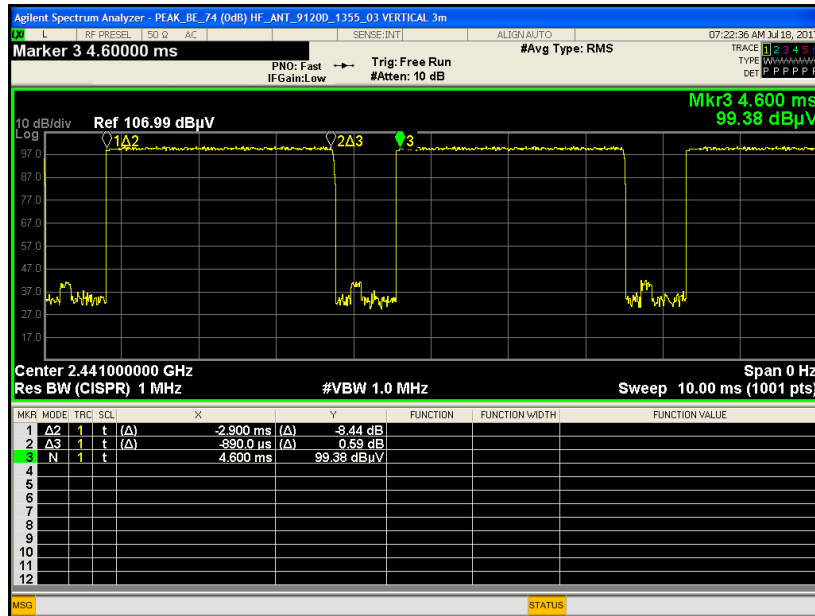 Agilent Spectrum Analyzer - PEAK_BE_74 (0dB) HF_ANT_9120D_1355_03 VERTICAL 3m
LXI L RF PRESEL 50 Ω AC SENSE:INT ALIGN AUTO 07:22:36 AM Jul 18, 201
Marker 3 4.60000 ms
#Avg Type: RMS
TRACE 1 2 3 4 5
PNO: Fast Trig: Free Run
TYPE
IFGain:Low #Atten: 10 dB
DET P P P P P
Mkr3 4.600 ms
99.38 dBµV
10 dB/div Ref 106.99 dBµV
Log
1Δ2 2Δ3 3
97.0
87.0
77.0
67.0
57.0
47.0
37.0
27.0
17.0
Center 2.441000000 GHz Span 0 Hz
Res BW (CISPR) 1 MHz #VBW 1.0 MHz Sweep 10.00 ms (1001 pts)
MKR MODE TRC SCL X Y FUNCTION FUNCTION WIDTH FUNCTION VALUE
1 Δ2 1 t (Δ) -2.900 ms (Δ) -8.44 dB
2 Δ3 1 t (Δ) -890.0 µs (Δ) 0.59 dB
3 N 1 t 4.600 ms 99.38 dBµV
4
5
6
7
8
9
10
11
12
MSG STATUS